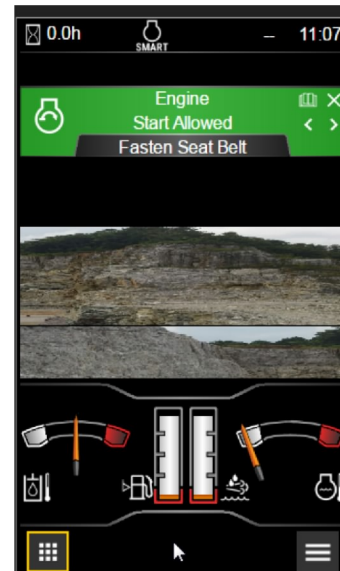 0.0h
SMART
--
11:07
Engine
Start Allowed
Fasten Seat Belt